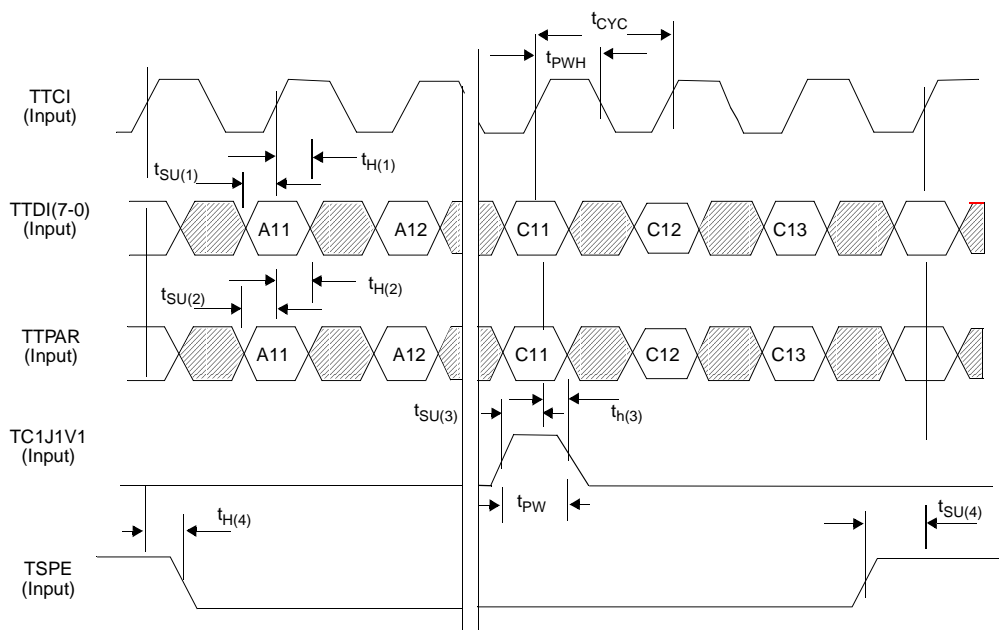 tCYC
tPWH
TTCI
(Input)
tH(1)
tSU(1)
TTDI(7-0)
(Input)
A11 A12 C11 C12 C13
tSU(2)
tH(2)
TTPAR
(Input)
A11 A12 C11 C12 C13
tSU(3)
th(3)
TC1J1V1
(Input)
tPW
tH(4)
tSU(4)
TSPE
(Input)